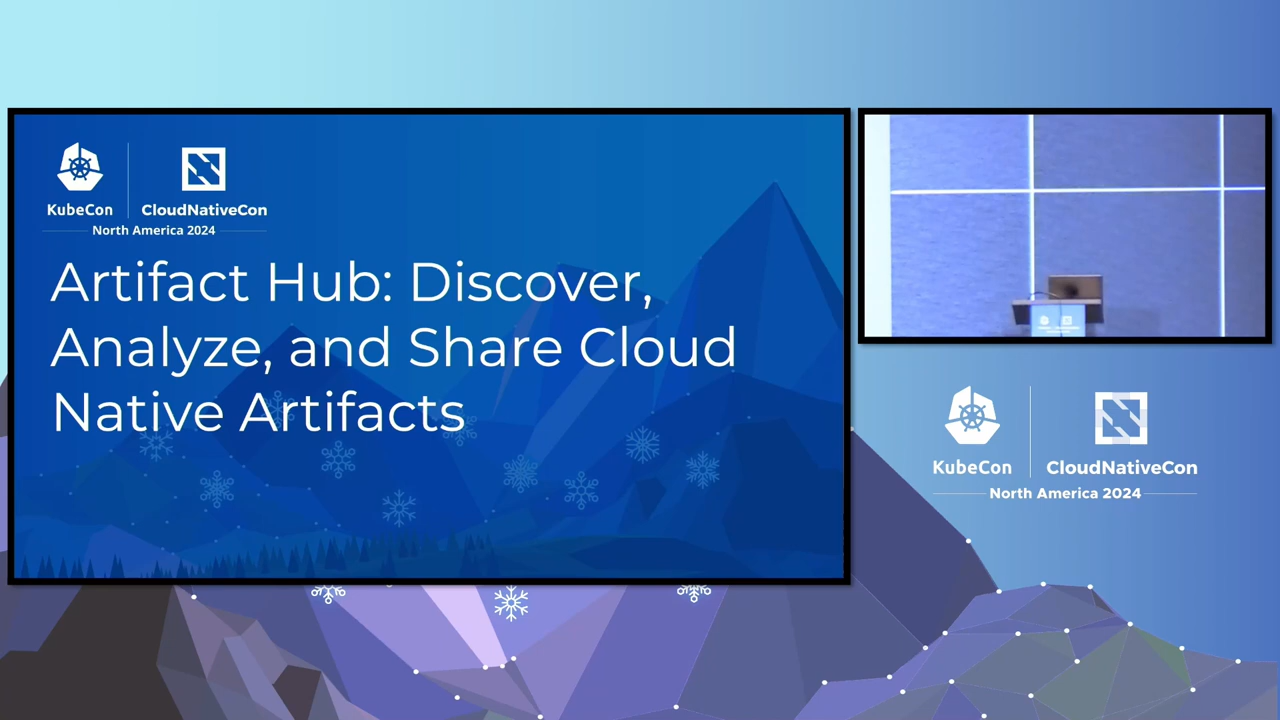 KubeCon
CloudNativeCon
North America 2024
Artifact Hub: Discover,
Analyze, and Share Cloud
Native Artifacts
KubeCon
CloudNativeCon
North America 2024